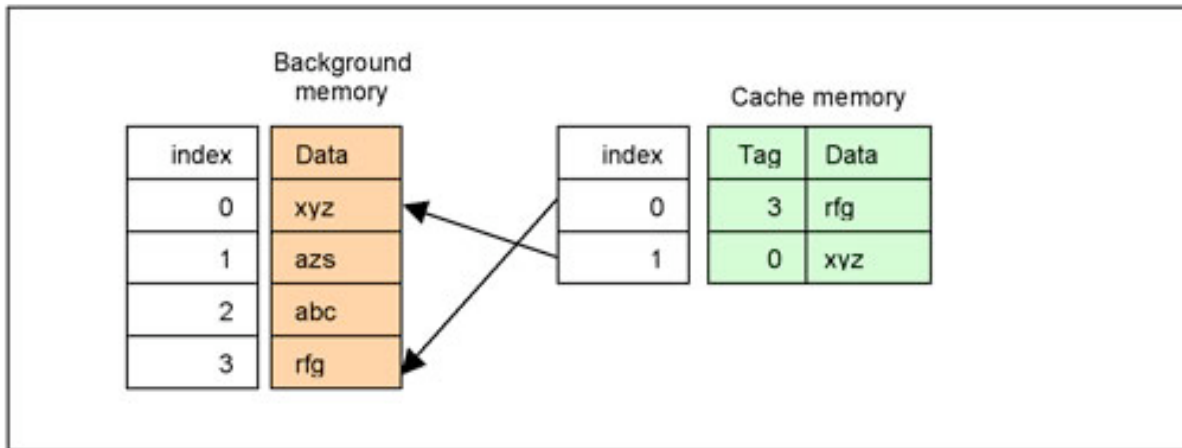 Background
memory
Cache memory
index Data index Tag Data
0 xyz 0 3 rfg
1 azs 1 0 xyz
2 abc
3 rfg